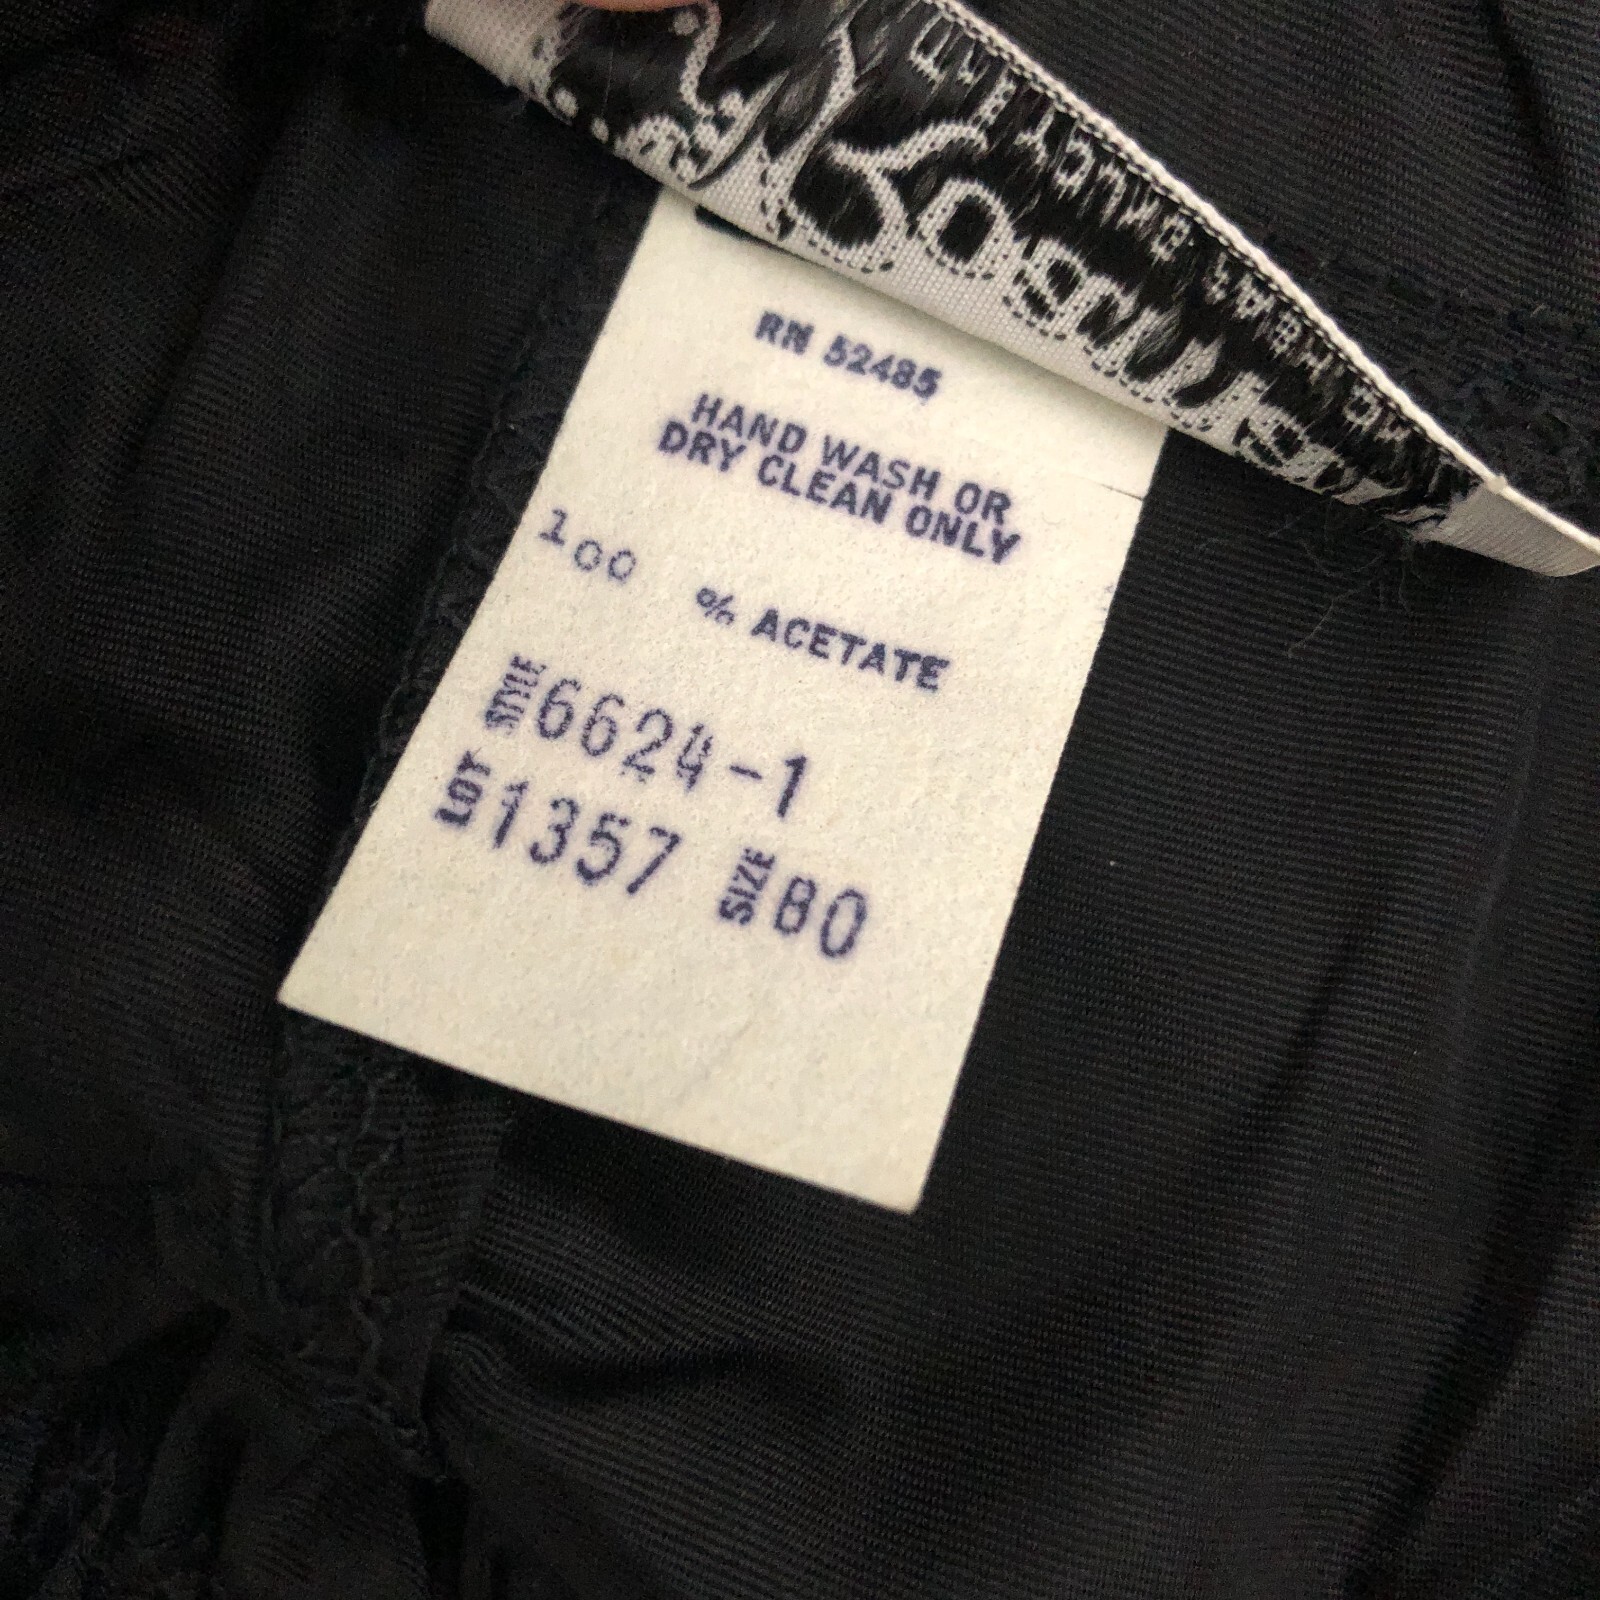 RN 52485
HAND WASH OR
DRY CLEAN ONLY
100 % ACETATE
STYLE 6624-1
LOT 1357 SIZE 80